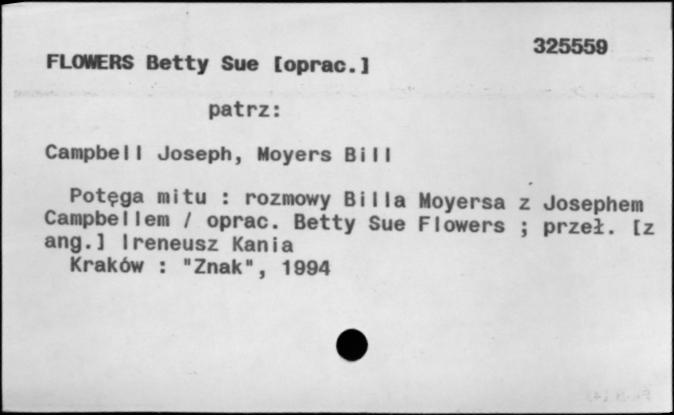 325559
FLOWERS Betty Sue [oprac.]
patrz:
Campbell Joseph, Moyers Bill
Potęga mitu : rozmowy Billa Moyersa z Josephem
Campbellem / oprac. Betty Sue Flowers ; przeł. [z
ang.] Ireneusz Kania
Kraków : "Znak", 1994